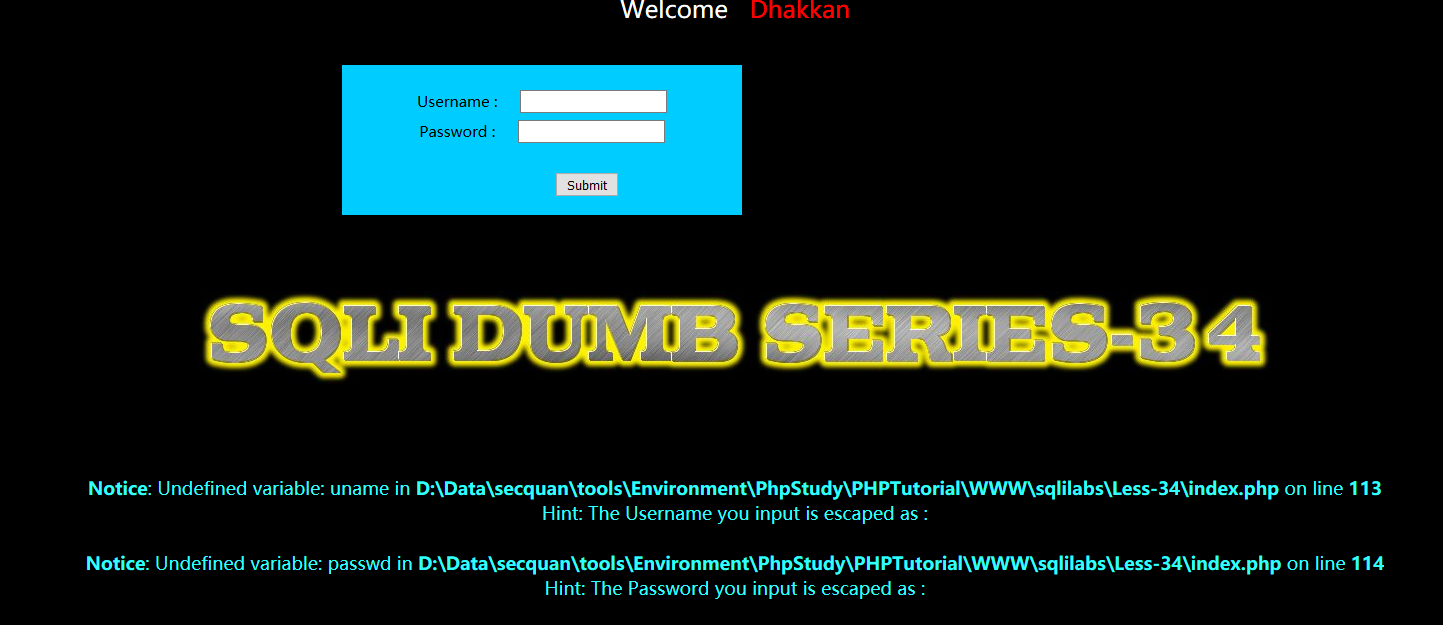 Welcome Dhakkan
Username :
Password :
Submit
SQLI DUMB SERIES-34
Notice: Undefined variable: uname in D:\Data\secquan\tools\Environment\PhpStudy\PHPTutorial\WWW\sqlilabs\Less-34\index.php on line 113
Hint: The Username you input is escaped as :
Notice: Undefined variable: passwd in D:\Data\secquan\tools\Environment\PhpStudy\PHPTutorial\WWW\sqlilabs\Less-34\index.php on line 114
Hint: The Password you input is escaped as :